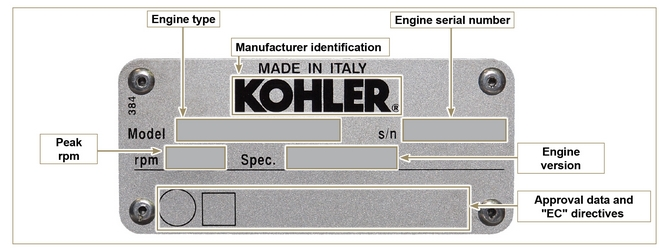 Engine type
Engine serial number
Manufacturer identification
MADE IN ITALY
KOHLER®
384
Model
s/n
Peak
rpm
rpm
Spec.
Engine
version
Approval data and
"EC" directives